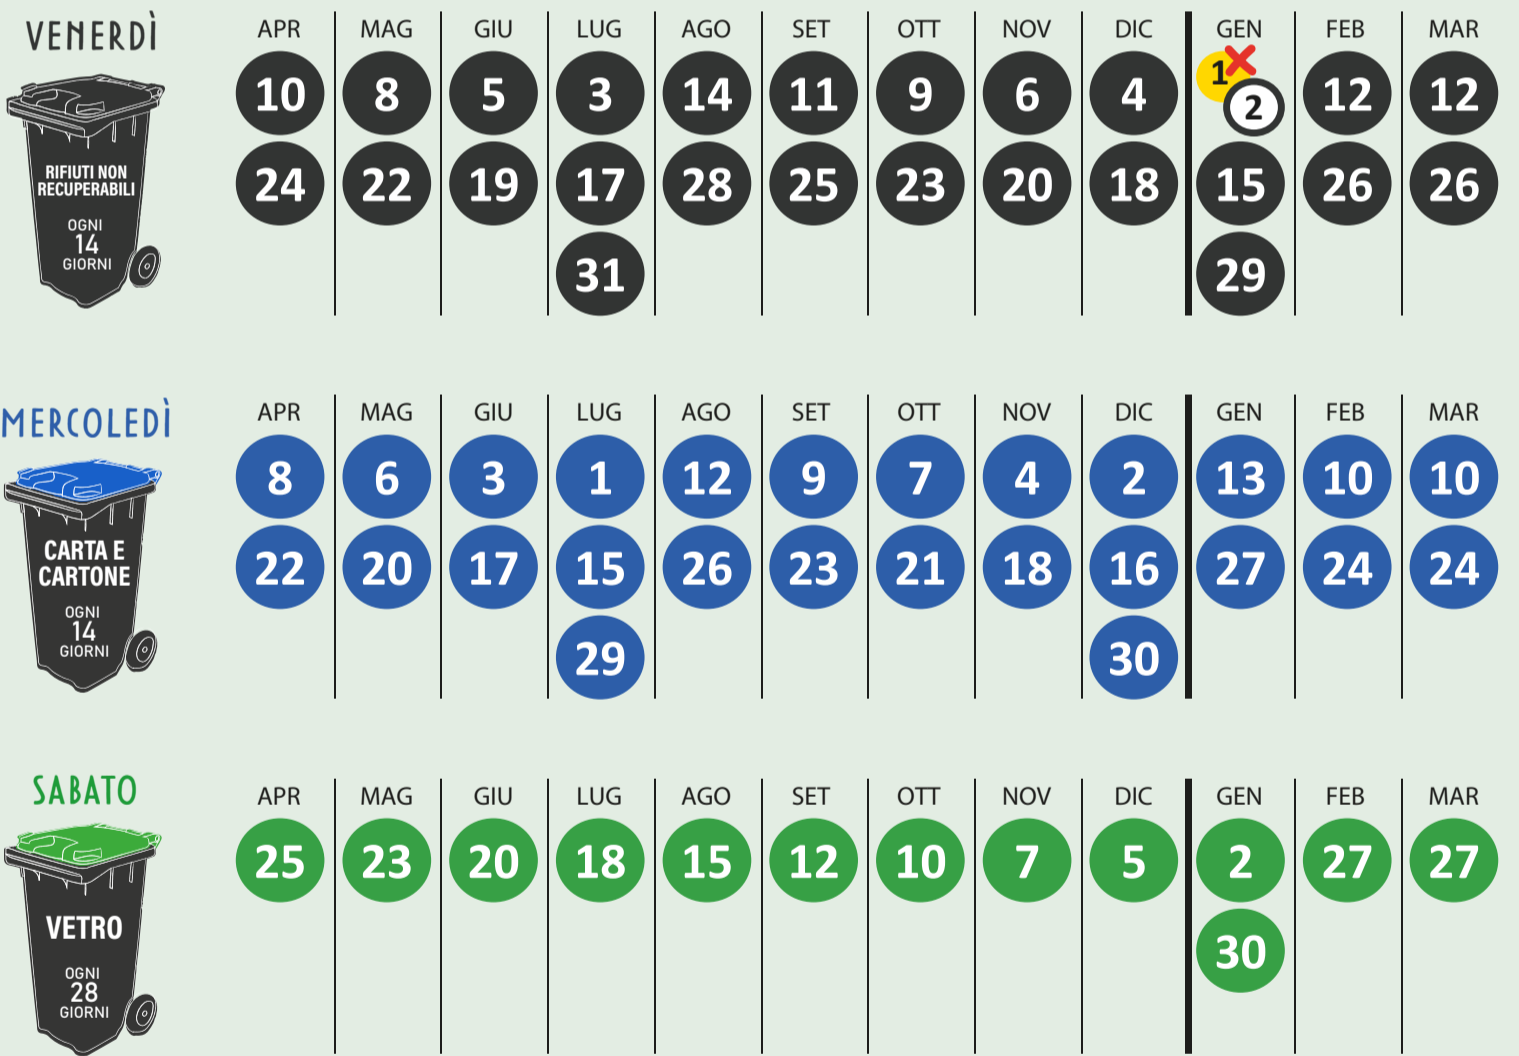 VENERDÌ
RIFIUTI NON
RECUPERABILI
OGNI
14
GIORNI
APR MAG GIU LUG AGO SET OTT NOV DIC GEN FEB MAR
10 8 5 3 14 11 9 6 4 1 2 12 12
24 22 19 17 28 25 23 20 18 15 26 26
31 29
MERCOLEDÌ
CARTA E
CARTONE
OGNI
14
GIORNI
APR MAG GIU LUG AGO SET OTT NOV DIC GEN FEB MAR
8 6 3 1 12 9 7 4 2 13 10 10
22 20 17 15 26 23 21 18 16 27 24 24
29 30
SABATO
VETRO
OGNI
28
GIORNI
APR MAG GIU LUG AGO SET OTT NOV DIC GEN FEB MAR
25 23 20 18 15 12 10 7 5 2 27 27
30